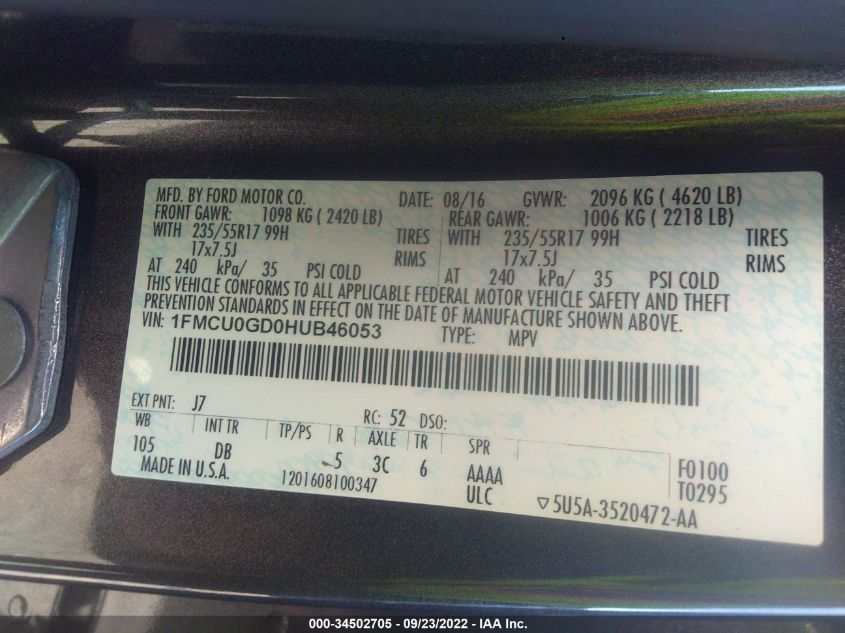 MFD. BY FORD MOTOR CO. DATE: 08/16 GVWR: 2096 KG ( 4620 LB)
FRONT GAWR: 1098 KG ( 2420 LB) REAR GAWR: 1006 KG ( 2218 LB)
WITH 235/55R17 99H TIRES WITH 235/55R17 99H TIRES
17x7.5J RIMS 17x7.5J RIMS
AT 240 kPa/ 35 PSI COLD AT 240 kPa/ 35 PSI COLD
THIS VEHICLE CONFORMS TO ALL APPLICABLE FEDERAL MOTOR VEHICLE SAFETY AND THEFT
PREVENTION STANDARDS IN EFFECT ON THE DATE OF MANUFACTURE SHOWN ABOVE.
VIN: 1FMCU0GD0HUB46053 TYPE: MPV
EXT PNT: J7 RC: 52 DSO:
WB INT TR TP/PS R AXLE TR SPR
105 DB 5 3C 6 AAAA F0100
MADE IN U.S.A. 1201608100347 ULC T0295
▽5U5A-3520472-AA
000-34502705 - 09/23/2022 - IAA Inc.